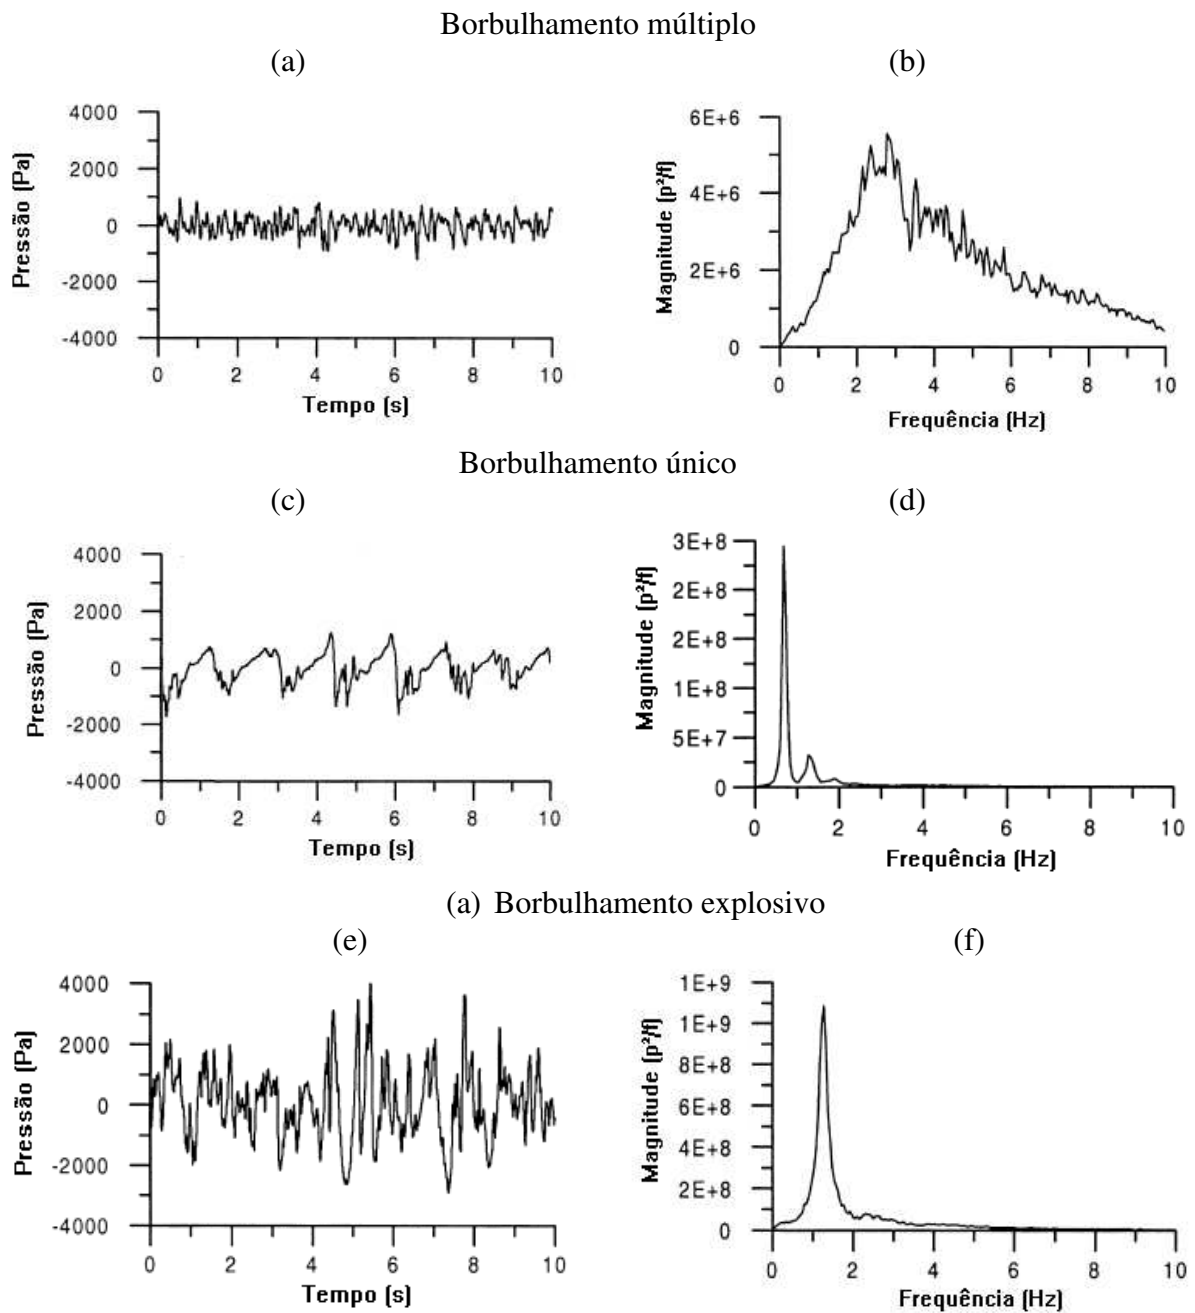 Borbulhamento múltiplo
(a) (b)
4000
2000
0
-2000
-4000
Pressão (Pa)
0 2 4 6 8 10
Tempo (s)
6E+6
4E+6
2E+6
0
Magnitude (p²/f)
0 2 4 6 8 10
Frequência (Hz)
Borbulhamento único
(c) (d)
4000
2000
0
-2000
-4000
Pressão (Pa)
0 2 4 6 8 10
Tempo (s)
3E+8
2E+8
2E+8
1E+8
5E+7
0
Magnitude (p²/f)
0 2 4 6 8 10
Frequência (Hz)
(a) Borbulhamento explosivo
(e) (f)
4000
2000
0
-2000
-4000
Pressão (Pa)
0 2 4 6 8 10
Tempo (s)
1E+9
1E+9
8E+8
6E+8
4E+8
2E+8
0
Magnitude (p²/f)
0 2 4 6 8 10
Frequência (Hz)